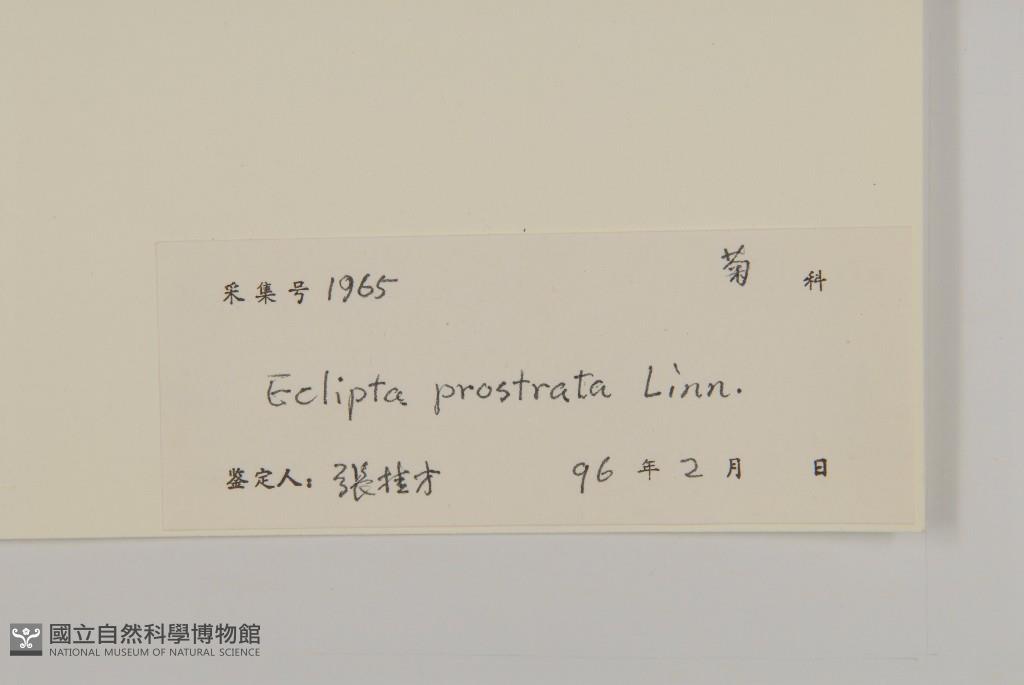 采集号 1965 菊 科
Eclipta prostrata Linn.
鉴定人: 張桂才 96 年 2 月 日
國立自然科學博物館
NATIONAL MUSEUM OF NATURAL SCIENCE